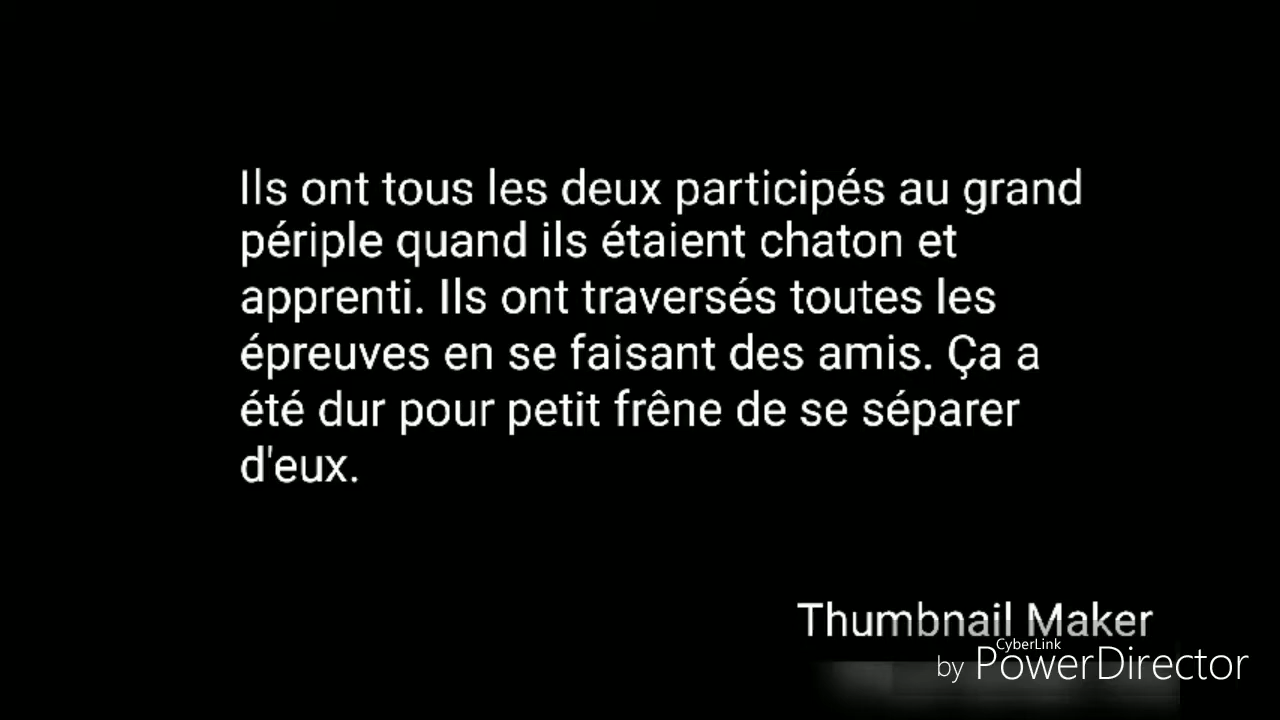 Ils ont tous les deux participés au grand
périple quand ils étaient chaton et
apprenti. Ils ont traversés toutes les
épreuves en se faisant des amis. Ça a
été dur pour petit frêne de se séparer
d'eux.
Thumbnail Maker
CyberLink
by PowerDirector